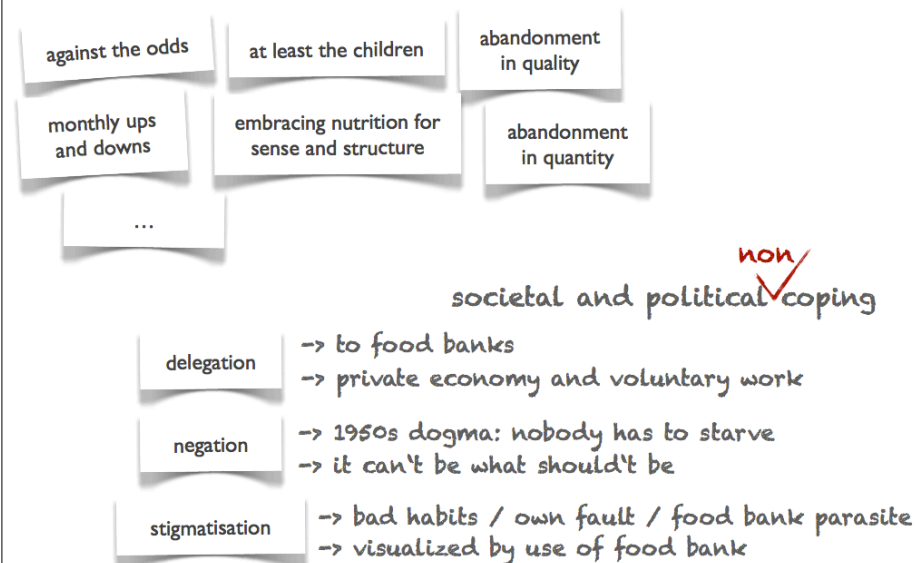 against the odds
at least the children
abandonment
in quality
monthly ups
and downs
embracing nutrition for
sense and structure
abandonment
in quantity
...
non
societal and political coping
delegation
-> to food banks
-> private economy and voluntary work
negation
-> 1950s dogma: nobody has to starve
-> it can't be what should't be
stigmatisation
-> bad habits / own fault / food bank parasite
-> visualized by use of food bank